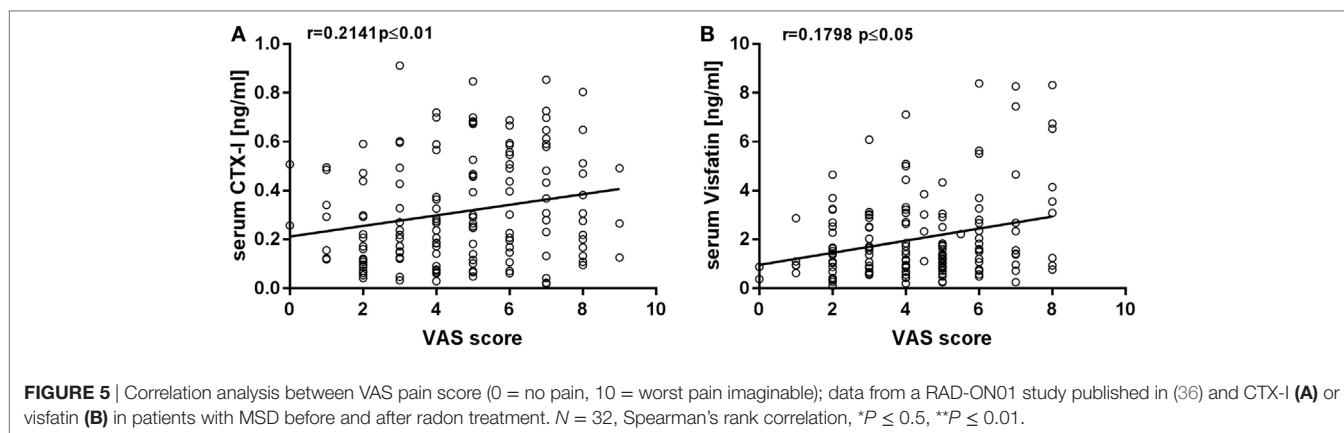 A
r=0.2141p≤0.01
serum CTX-I [ng/ml]
1.0
0.8
0.6
0.4
0.2
0.0
0 2 4 6 8 10
VAS score
B
r=0.1798 p≤0.05
serum Visfatin [ng/ml]
10
8
6
4
2
0
0 2 4 6 8 10
VAS score
FIGURE 5 | Correlation analysis between VAS pain score (0 = no pain, 10 = worst pain imaginable); data from a RAD-ON01 study published in (36) and CTX-I (A) or
visfatin (B) in patients with MSD before and after radon treatment. N = 32, Spearman's rank correlation, *P ≤ 0.5, **P ≤ 0.01.